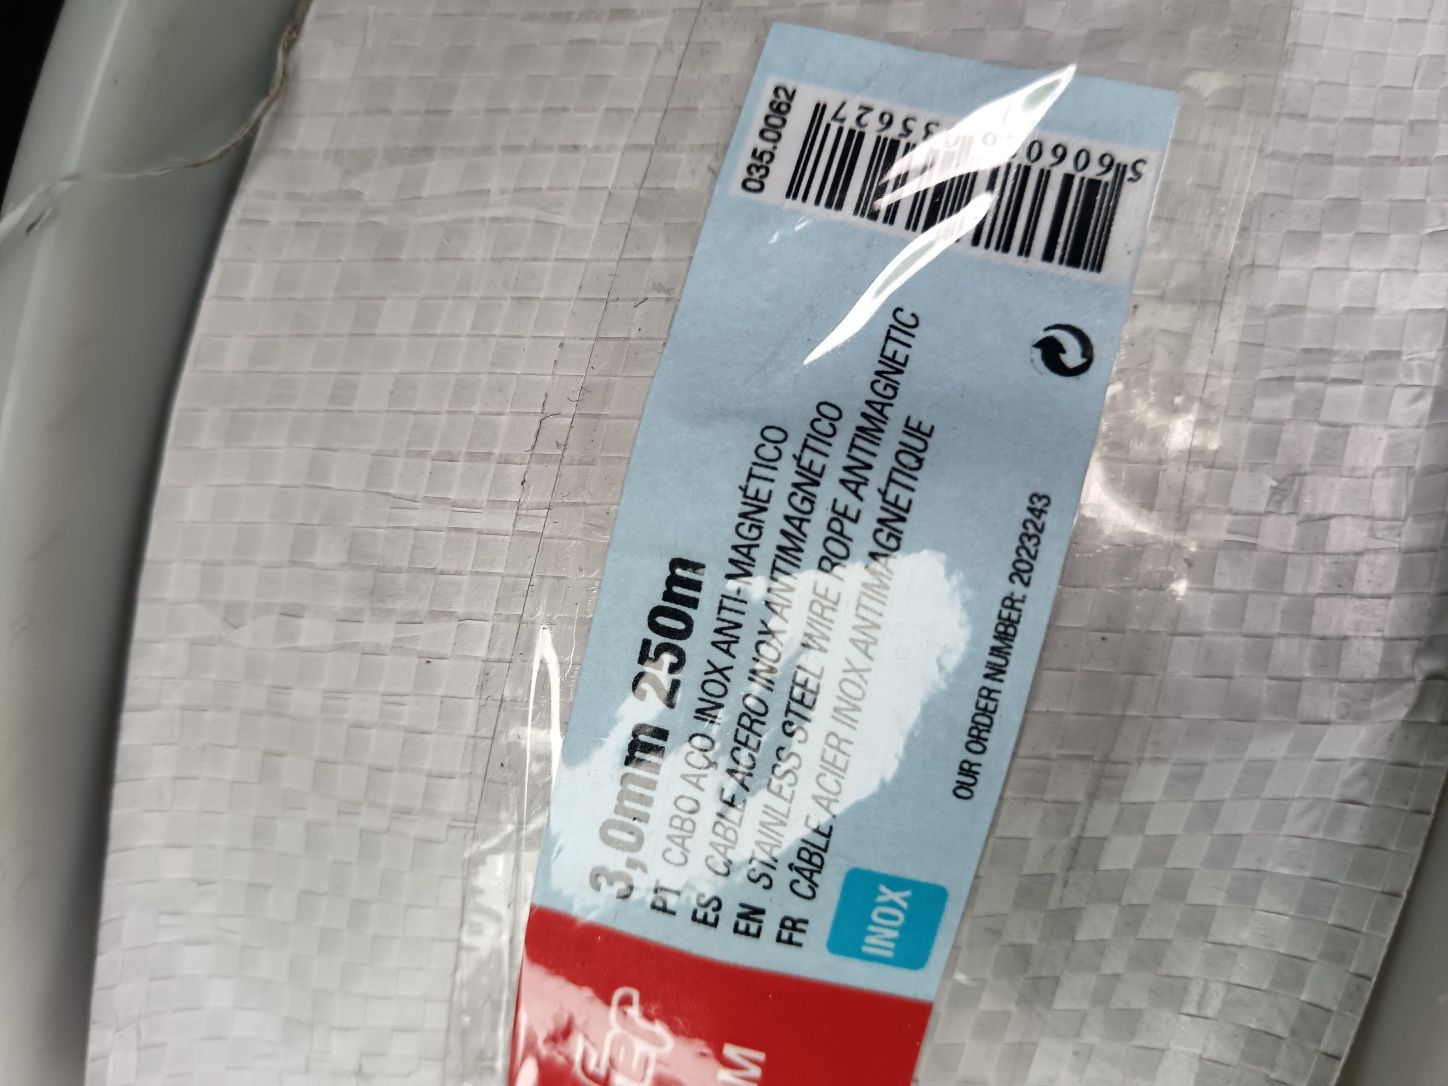 3,0mm 250m
PT CABO AÇO INOX ANTI-MAGNÉTICO
ES CABLE ACERO INOX ANTIMAGNÉTICO
EN STAINLESS STEEL WIRE ROPE ANTIMAGNETIC
FR CÂBLE ACIER INOX ANTIMAGNÉTIQUE
INOX
OUR ORDER NUMBER: 2023243
035.0062